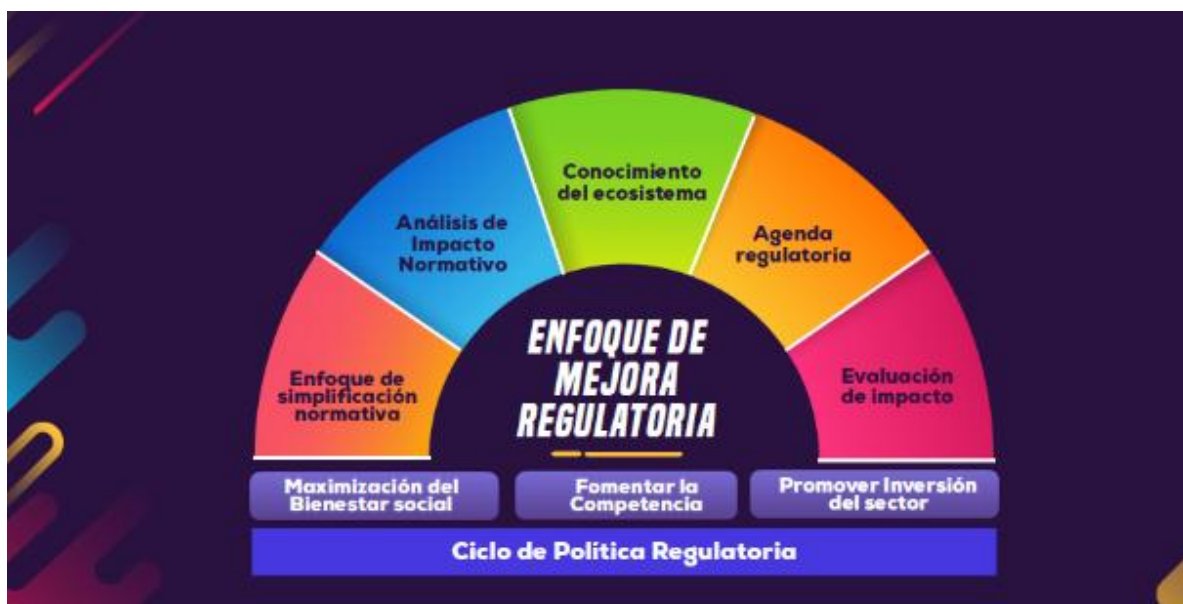 Conocimiento
del ecosistema
Análisis de
Impacto
Normativo
Agenda
regulatoria
Enfoque de
simplificación
normativa
ENFOQUE DE
MEJORA
REGULATORIA
Evaluación
de impacto
Maximización del
Bienestar social
Fomentar la
Competencia
Promover Inversión
del sector
Ciclo de Política Regulatoria